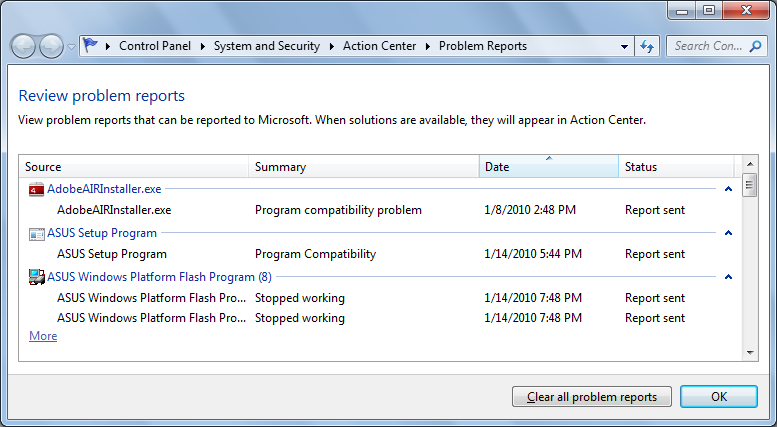 Control Panel System and Security Action Center Problem Reports Search Con...
Review problem reports
View problem reports that can be reported to Microsoft. When solutions are available, they will appear in Action Center.
Source Summary Date Status
AdobeAIRInstaller.exe
AdobeAIRInstaller.exe Program compatibility problem 1/8/2010 2:48 PM Report sent
ASUS Setup Program
ASUS Setup Program Program Compatibility 1/14/2010 5:44 PM Report sent
ASUS Windows Platform Flash Program (8)
ASUS Windows Platform Flash Pro... Stopped working 1/14/2010 7:48 PM Report sent
ASUS Windows Platform Flash Pro... Stopped working 1/14/2010 7:48 PM Report sent
More
Clear all problem reports OK